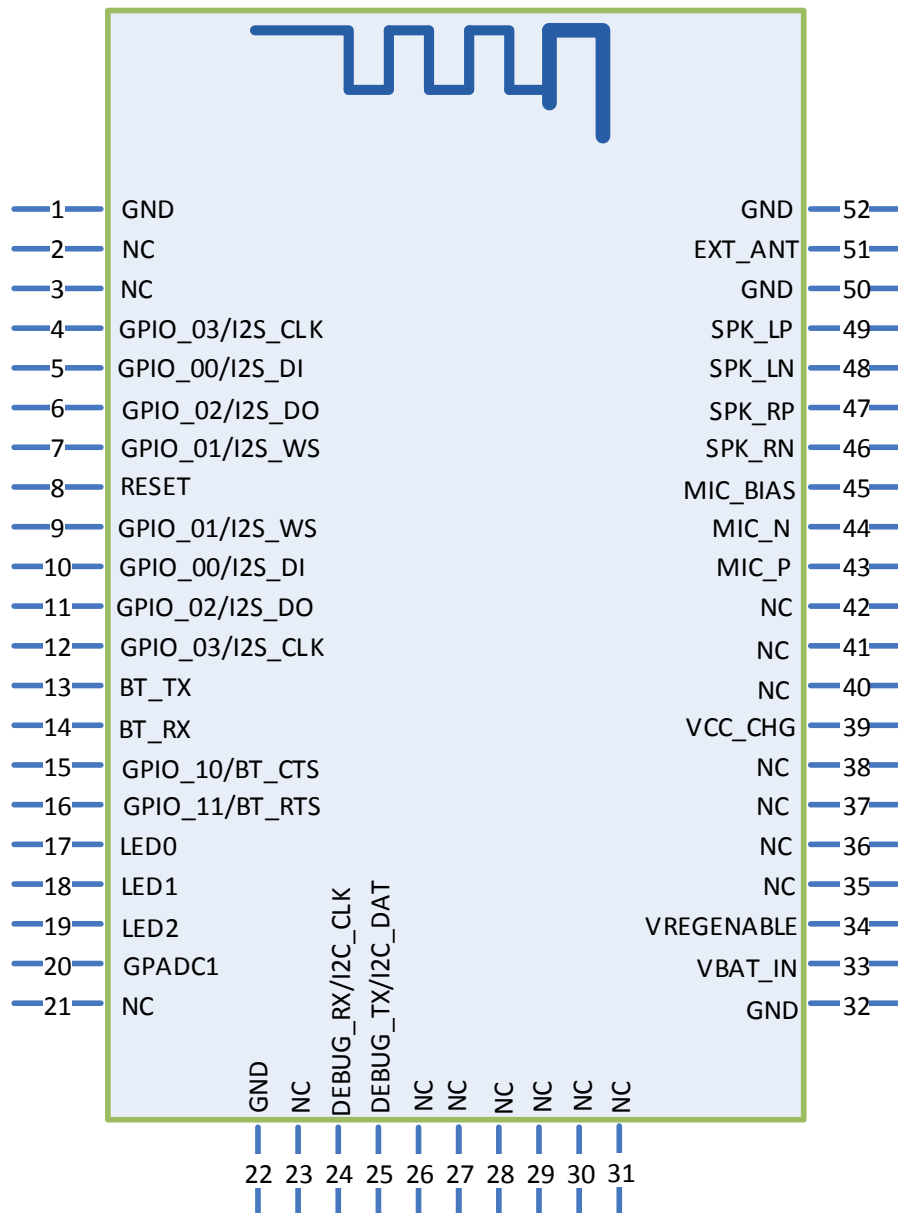 1 GND
2 NC
3 NC
4 GPIO_03/I2S_CLK
5 GPIO_00/I2S_DI
6 GPIO_02/I2S_DO
7 GPIO_01/I2S_WS
8 RESET
9 GPIO_01/I2S_WS
10 GPIO_00/I2S_DI
11 GPIO_02/I2S_DO
12 GPIO_03/I2S_CLK
13 BT_TX
14 BT_RX
15 GPIO_10/BT_CTS
16 GPIO_11/BT_RTS
17 LED0
18 LED1
19 LED2
20 GPADC1
21 NC
GND 22
NC 23
DEBUG_RX/I2C_CLK 24
DEBUG_TX/I2C_DAT 25
NC 26
NC 27
NC 28
NC 29
NC 30
NC 31
GND 52
EXT_ANT 51
GND 50
SPK_LP 49
SPK_LN 48
SPK_RP 47
SPK_RN 46
MIC_BIAS 45
MIC_N 44
MIC_P 43
NC 42
NC 41
NC 40
VCC_CHG 39
NC 38
NC 37
NC 36
NC 35
VREGENABLE 34
VBAT_IN 33
GND 32